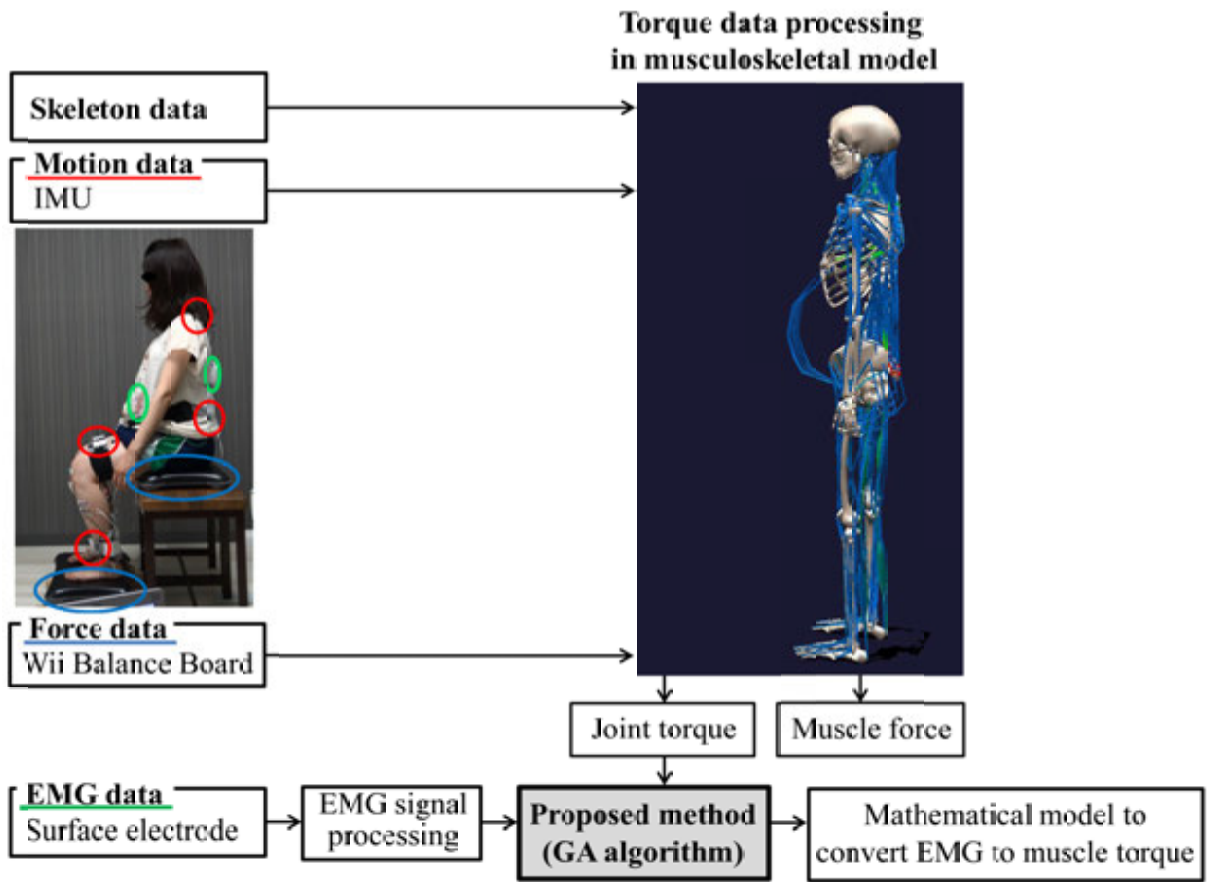 Torque data processing
in musculoskeletal model
Skeleton data
Motion data
IMU
Force data
Wii Balance Board
Joint torque
Muscle force
EMG data
Surface electrode
EMG signal
processing
Proposed method
(GA algorithm)
Mathematical model to
convert EMG to muscle torque